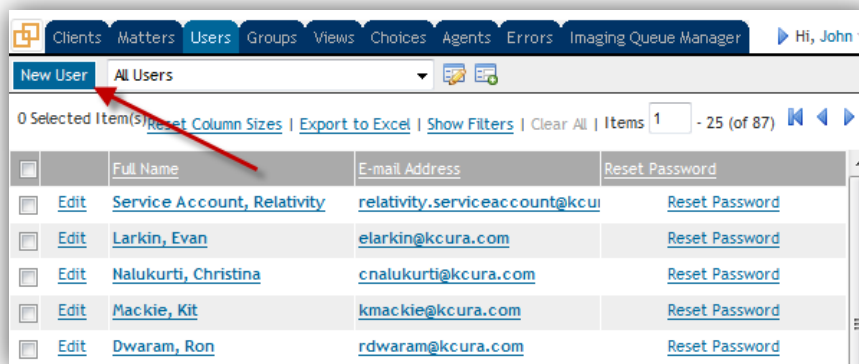 Clients Matters Users Groups Views Choices Agents Errors Imaging Queue Manager Hi, John
New User All Users
0 Selected Item(s) Reset Column Sizes | Export to Excel | Show Filters | Clear All | Items 1 - 25 (of 87)
Full Name E-mail Address Reset Password
Edit Service Account, Relativity relativity.serviceaccount@kcur Reset Password
Edit Larkin, Evan elarkin@kcura.com Reset Password
Edit Nalukurti, Christina cnalukurti@kcura.com Reset Password
Edit Mackie, Kit kmackie@kcura.com Reset Password
Edit Dwaram, Ron rdwaram@kcura.com Reset Password